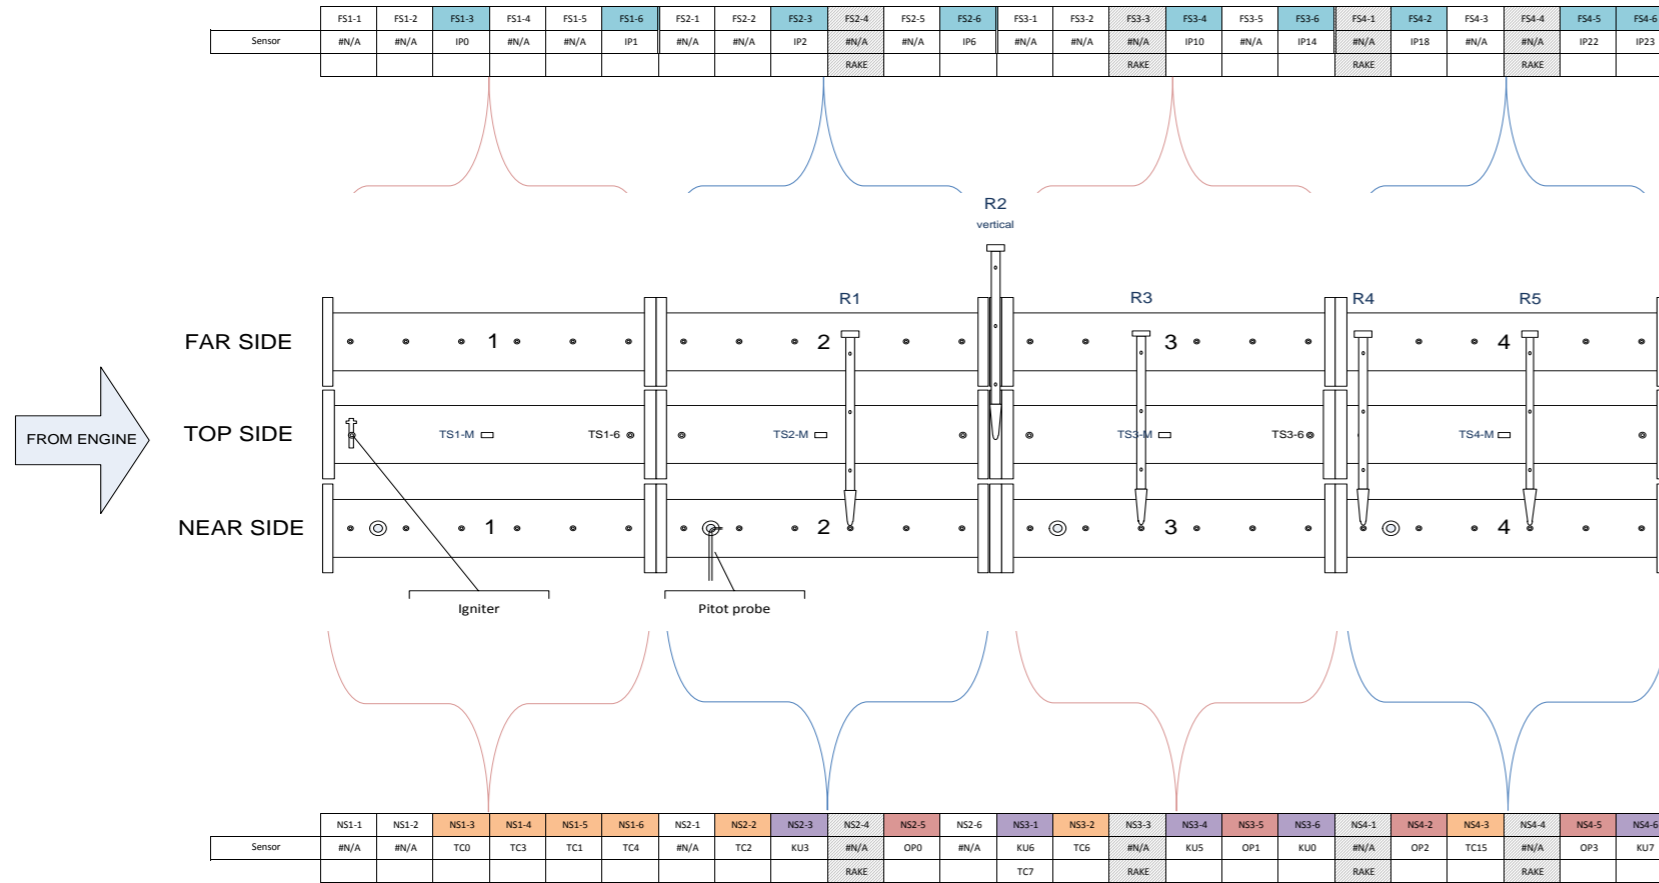 FS1-1 FS1-2 FS1-3 FS1-4 FS1-5 FS1-6 FS2-1 FS2-2 FS2-3 FS2-4 FS2-5 FS2-6 FS3-1 FS3-2 FS3-3 FS3-4 FS3-5 FS3-6 FS4-1 FS4-2 FS4-3 FS4-4 FS4-5 FS4-6
Sensor #N/A #N/A IP0 #N/A #N/A IP1 #N/A #N/A IP2 #N/A #N/A IP6 #N/A #N/A #N/A IP10 #N/A IP14 #N/A IP18 #N/A #N/A IP22 IP23
RAKE RAKE RAKE RAKE
R2
vertical
R1 R3 R4 R5
FAR SIDE 1 2 3 4
FROM ENGINE
TOP SIDE TS1-M TS1-6 TS2-M TS3-M TS3-6 TS4-M
NEAR SIDE 1 2 3 4
Igniter Pitot probe
NS1-1 NS1-2 NS1-3 NS1-4 NS1-5 NS1-6 NS2-1 NS2-2 NS2-3 NS2-4 NS2-5 NS2-6 NS3-1 NS3-2 NS3-3 NS3-4 NS3-5 NS3-6 NS4-1 NS4-2 NS4-3 NS4-4 NS4-5 NS4-6
Sensor #N/A #N/A TC0 TC3 TC1 TC4 #N/A TC2 KU3 #N/A OP0 #N/A KU6 TC6 #N/A KU5 OP1 KU0 #N/A OP2 TC15 #N/A OP3 KU7
RAKE TC7 RAKE RAKE RAKE